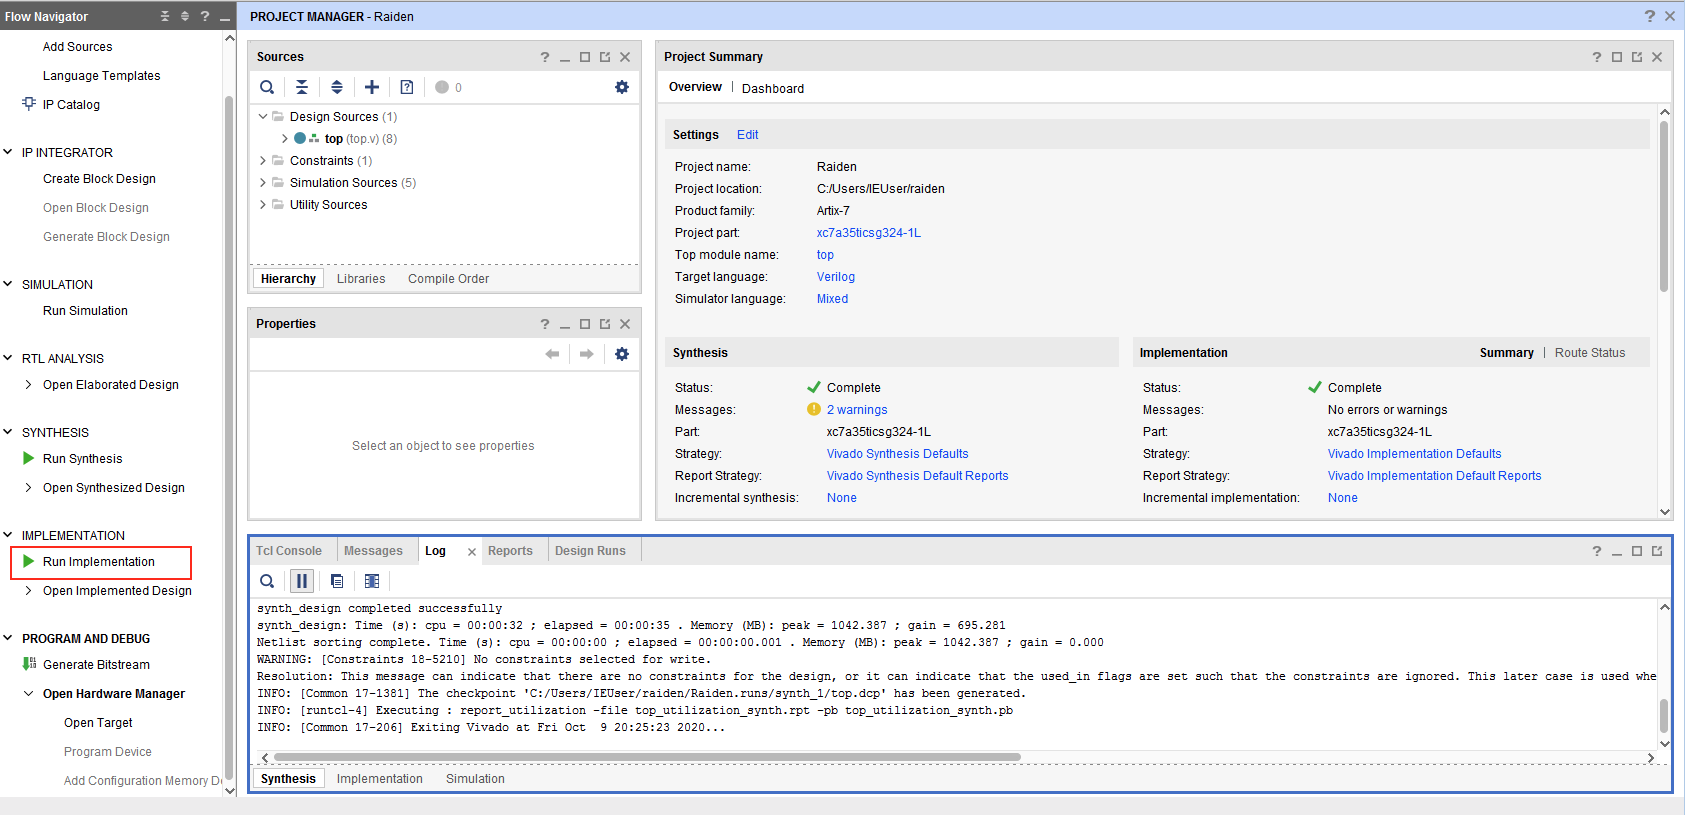 Flow Navigator
Add Sources
Language Templates
IP Catalog
IP INTEGRATOR
Create Block Design
Open Block Design
Generate Block Design
SIMULATION
Run Simulation
RTL ANALYSIS
Open Elaborated Design
SYNTHESIS
Run Synthesis
Open Synthesized Design
IMPLEMENTATION
Run Implementation
Open Implemented Design
PROGRAM AND DEBUG
Generate Bitstream
Open Hardware Manager
Open Target
Program Device
Add Configuration Memory D
PROJECT MANAGER - Raiden
Sources
0
Design Sources (1)
top (top.v) (8)
Constraints (1)
Simulation Sources (5)
Utility Sources
Hierarchy Libraries Compile Order
Properties
Select an object to see properties
Project Summary
Overview | Dashboard
Settings Edit
Project name: Raiden
Project location: C:/Users/IEUser/raiden
Product family: Artix-7
Project part: xc7a35ticsg324-1L
Top module name: top
Target language: Verilog
Simulator language: Mixed
Synthesis
Status: Complete
Messages: 2 warnings
Part: xc7a35ticsg324-1L
Strategy: Vivado Synthesis Defaults
Report Strategy: Vivado Synthesis Default Reports
Incremental synthesis: None
Implementation Summary | Route Status
Status: Complete
Messages: No errors or warnings
Part: xc7a35ticsg324-1L
Strategy: Vivado Implementation Defaults
Report Strategy: Vivado Implementation Default Reports
Incremental implementation: None
Tcl Console Messages Log Reports Design Runs
synth_design completed successfully
synth_design: Time (s): cpu = 00:00:32 ; elapsed = 00:00:35 . Memory (MB): peak = 1042.387 ; gain = 695.281
Netlist sorting complete. Time (s): cpu = 00:00:00 ; elapsed = 00:00:00.001 . Memory (MB): peak = 1042.387 ; gain = 0.000
WARNING: [Constraints 18-5210] No constraints selected for write.
Resolution: This message can indicate that there are no constraints for the design, or it can indicate that the used_in flags are set such that the constraints are ignored. This later case is used whe
INFO: [Common 17-1381] The checkpoint 'C:/Users/IEUser/raiden/Raiden.runs/synth_1/top.dcp' has been generated.
INFO: [runtcl-4] Executing : report_utilization -file top_utilization_synth.rpt -pb top_utilization_synth.pb
INFO: [Common 17-206] Exiting Vivado at Fri Oct  9 20:25:23 2020...
Synthesis Implementation Simulation